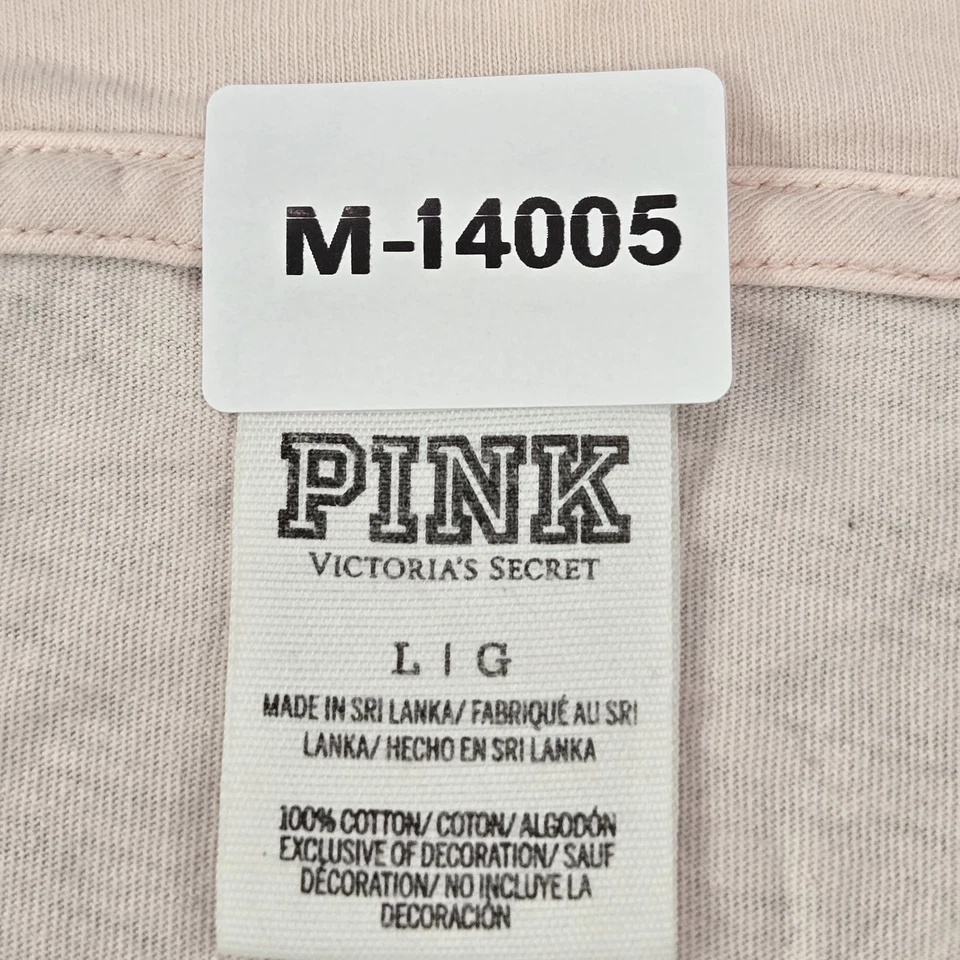 M-14005
PINK
VICTORIA'S SECRET
L | G
MADE IN SRI LANKA/ FABRIQUÉ AU SRI
LANKA/ HECHO EN SRI LANKA
100% COTTON/ COTON/ ALGODÓN
EXCLUSIVE OF DECORATION/ SAUF
DÉCORATION/ NO INCLUYE LA
DECORACIÓN